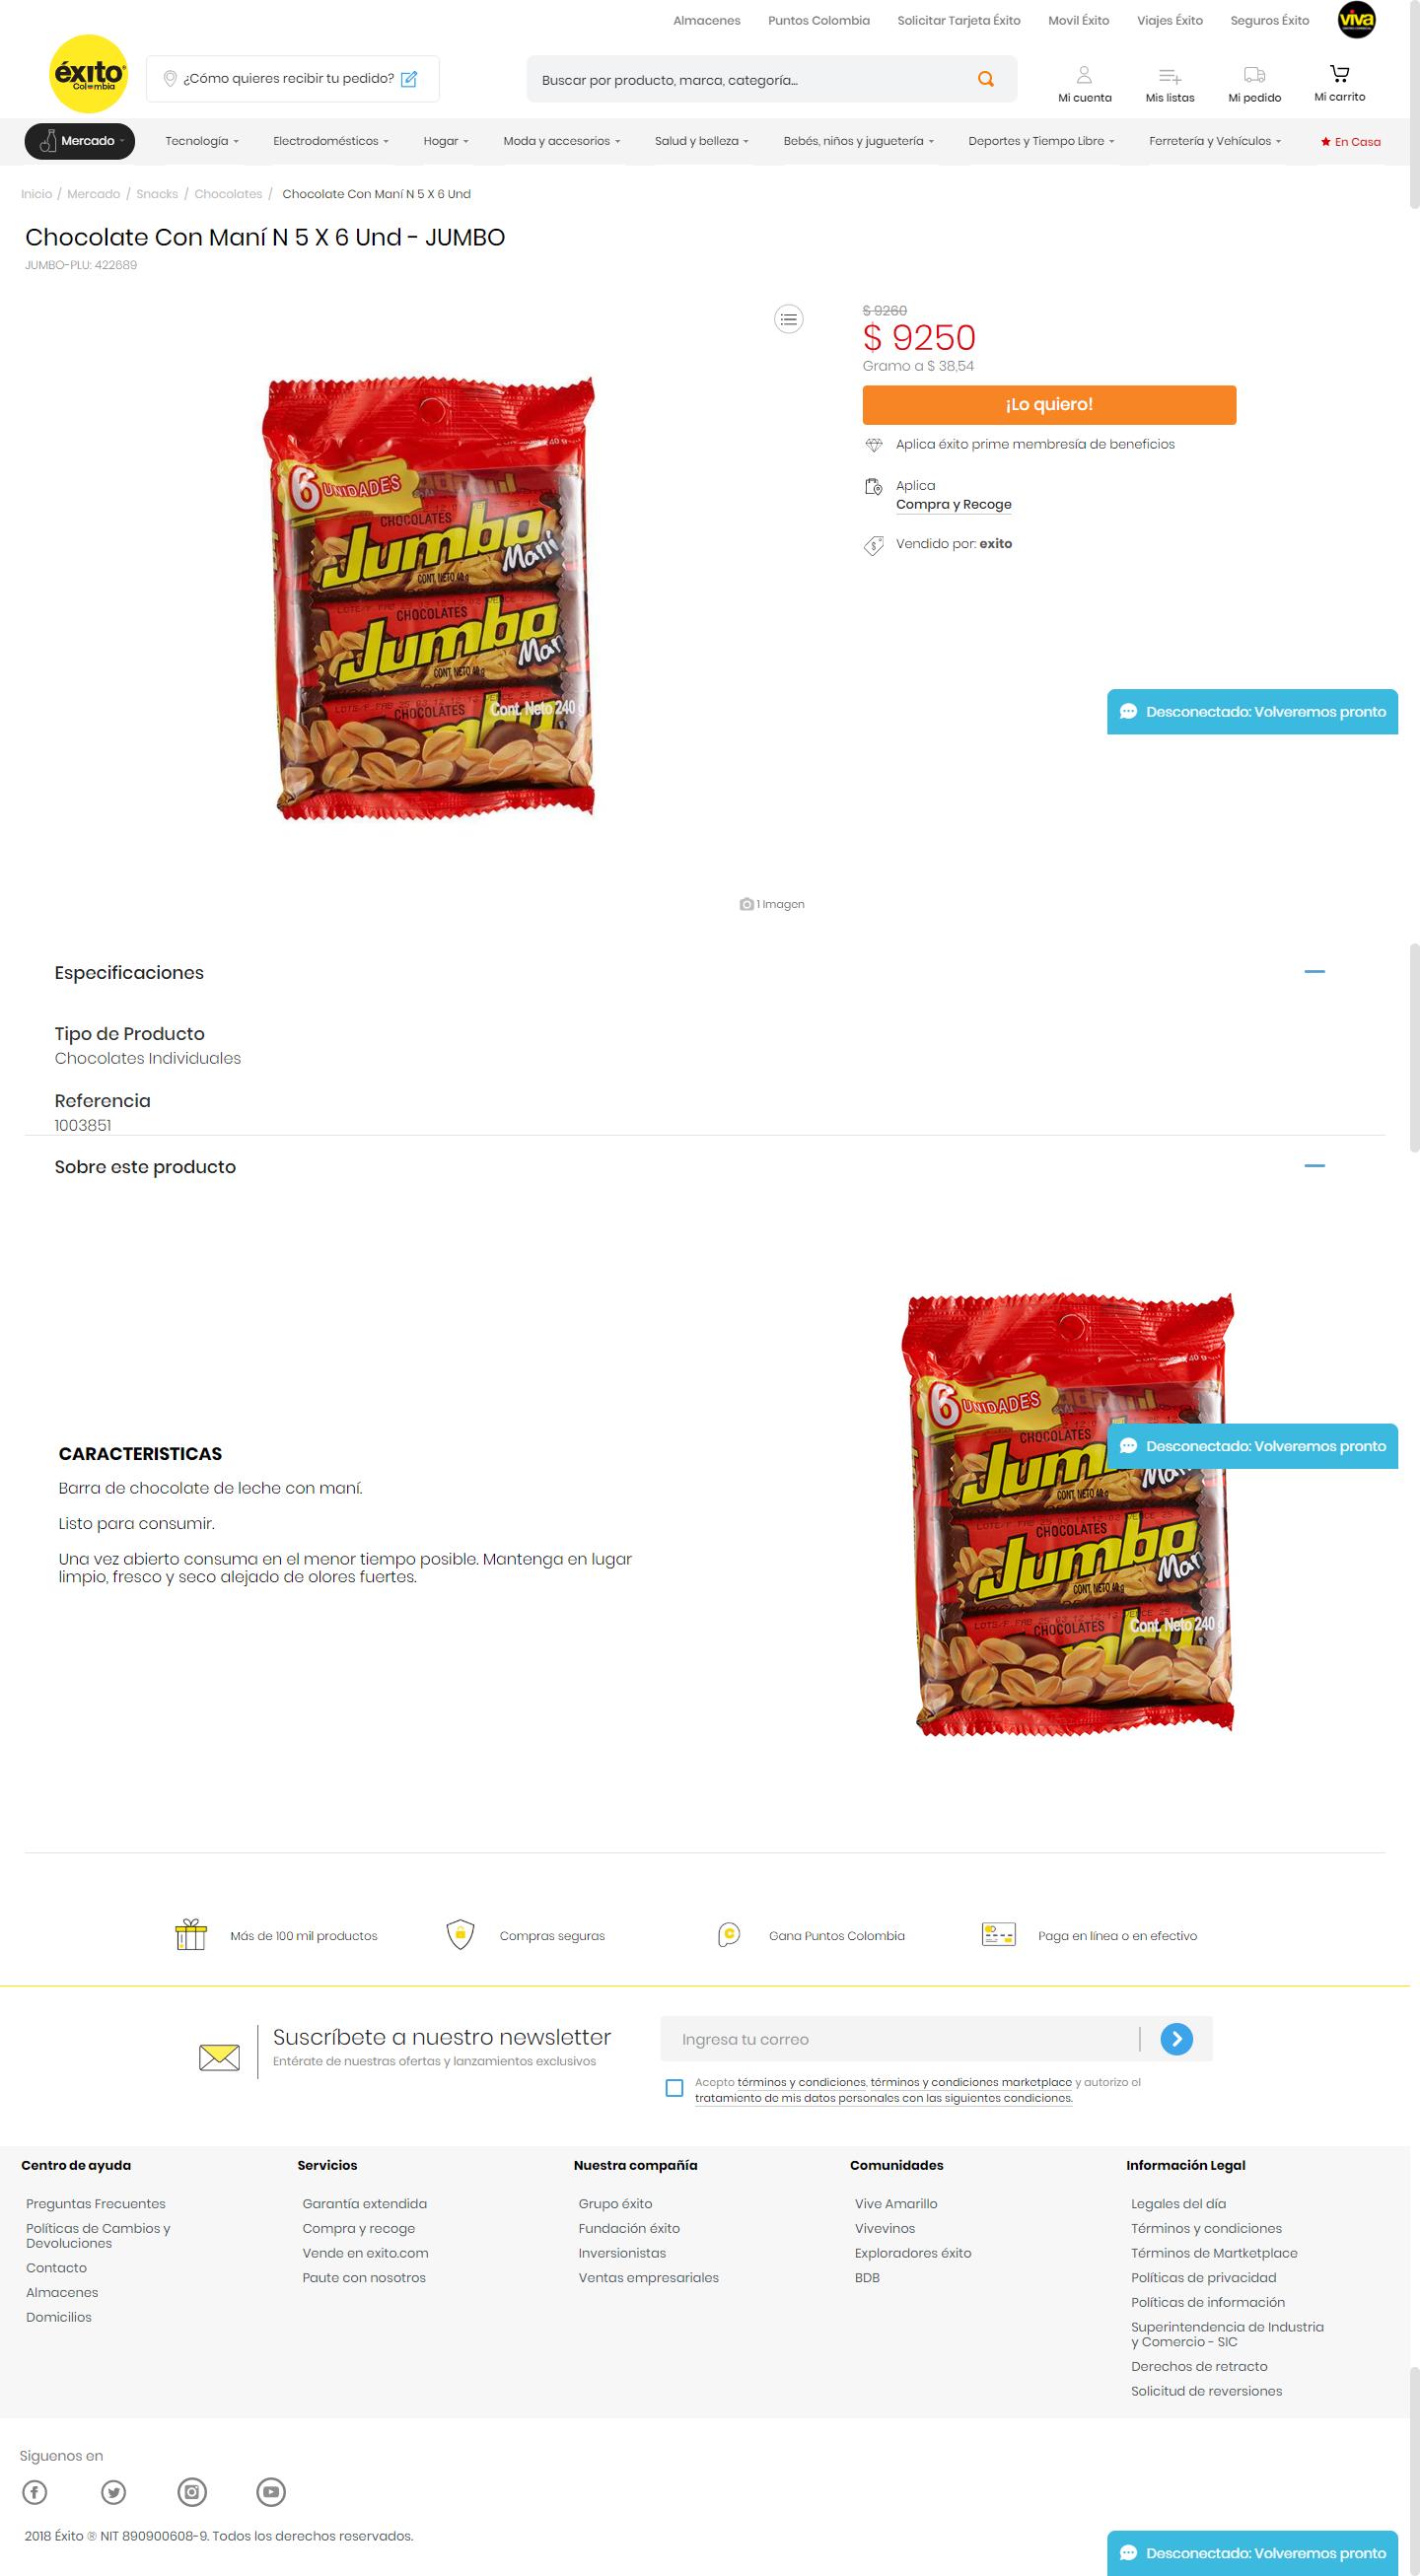 Almacenes Puntos Colombia Solicitar Tarjeta Éxito Movil Éxito Viajes Éxito Seguros Éxito viva
éxito
Colombia
¿Cómo quieres recibir tu pedido?
Buscar por producto, marca, categoría...
Mi cuenta Mis listas Mi pedido Mi carrito
Mercado Tecnología Electrodomésticos Hogar Moda y accesorios Salud y belleza Bebés, niños y juguetería Deportes y Tiempo Libre Ferretería y Vehículos En Casa
Inicio / Mercado / Snacks / Chocolates / Chocolate Con Maní N 5 X 6 Und
Chocolate Con Maní N 5 X 6 Und - JUMBO
JUMBO-PLU: 422689
$ 9260
$ 9250
Gramo a $ 38,54
¡Lo quiero!
Aplica éxito prime membresía de beneficios
Aplica
Compra y Recoge
Vendido por: exito
6 UNIDADES
CHOCOLATES
Jumbo
Maní
CONT. NETO 40 g
CHOCOLATES
Jumbo
Man
CONT. NETO 40 g
CHOCOLATES
Cont. Neto 240 g
Desconectado: Volveremos pronto
1 Imagen
Especificaciones
Tipo de Producto
Chocolates Individuales
Referencia
1003851
Sobre este producto
CARACTERISTICAS
Barra de chocolate de leche con maní.
Listo para consumir.
Una vez abierto consuma en el menor tiempo posible. Mantenga en lugar
limpio, fresco y seco alejado de olores fuertes.
6 UNIDADES
CHOCOLATES
Jum
CONT. NETO 40 g
CHOCOLATES
Jumbo
Man
CONT. NETO 40 g
CHOCOLATES
Cont. Neto 240 g
Desconectado: Volveremos pronto
Más de 100 mil productos
Compras seguras
Gana Puntos Colombia
Paga en línea o en efectivo
Suscríbete a nuestro newsletter
Entérate de nuestras ofertas y lanzamientos exclusivos
Ingresa tu correo
Acepto términos y condiciones, términos y condiciones marketplace y autorizo el
tratamiento de mis datos personales con las siguientes condiciones.
Centro de ayuda
Preguntas Frecuentes
Políticas de Cambios y
Devoluciones
Contacto
Almacenes
Domicilios
Servicios
Garantía extendida
Compra y recoge
Vende en exito.com
Paute con nosotros
Nuestra compañía
Grupo éxito
Fundación éxito
Inversionistas
Ventas empresariales
Comunidades
Vive Amarillo
Vivevinos
Exploradores éxito
BDB
Información Legal
Legales del día
Términos y condiciones
Términos de Martketplace
Políticas de privacidad
Políticas de información
Superintendencia de Industria
y Comercio - SIC
Derechos de retracto
Solicitud de reversiones
Siguenos en
2018 Éxito ® NIT 890900608-9. Todos los derechos reservados.
Desconectado: Volveremos pronto